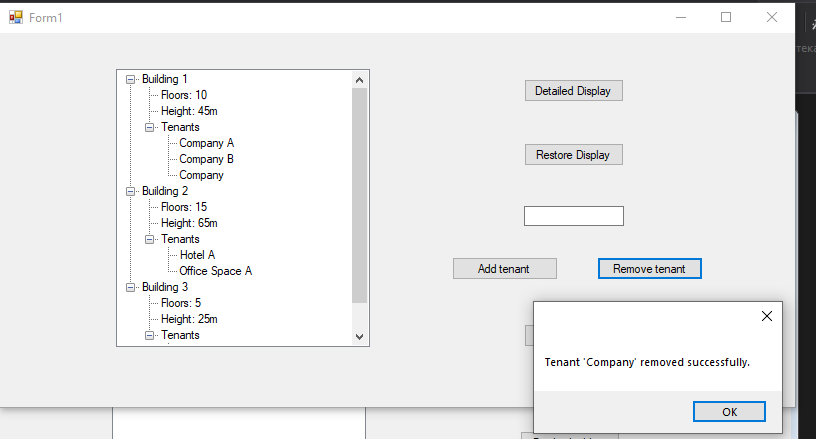 Form1
Building 1
Floors: 10
Height: 45m
Tenants
Company A
Company B
Company
Building 2
Floors: 15
Height: 65m
Tenants
Hotel A
Office Space A
Building 3
Floors: 5
Height: 25m
Tenants
Detailed Display
Restore Display
Add tenant
Remove tenant
Tenant 'Company' removed successfully.
OK